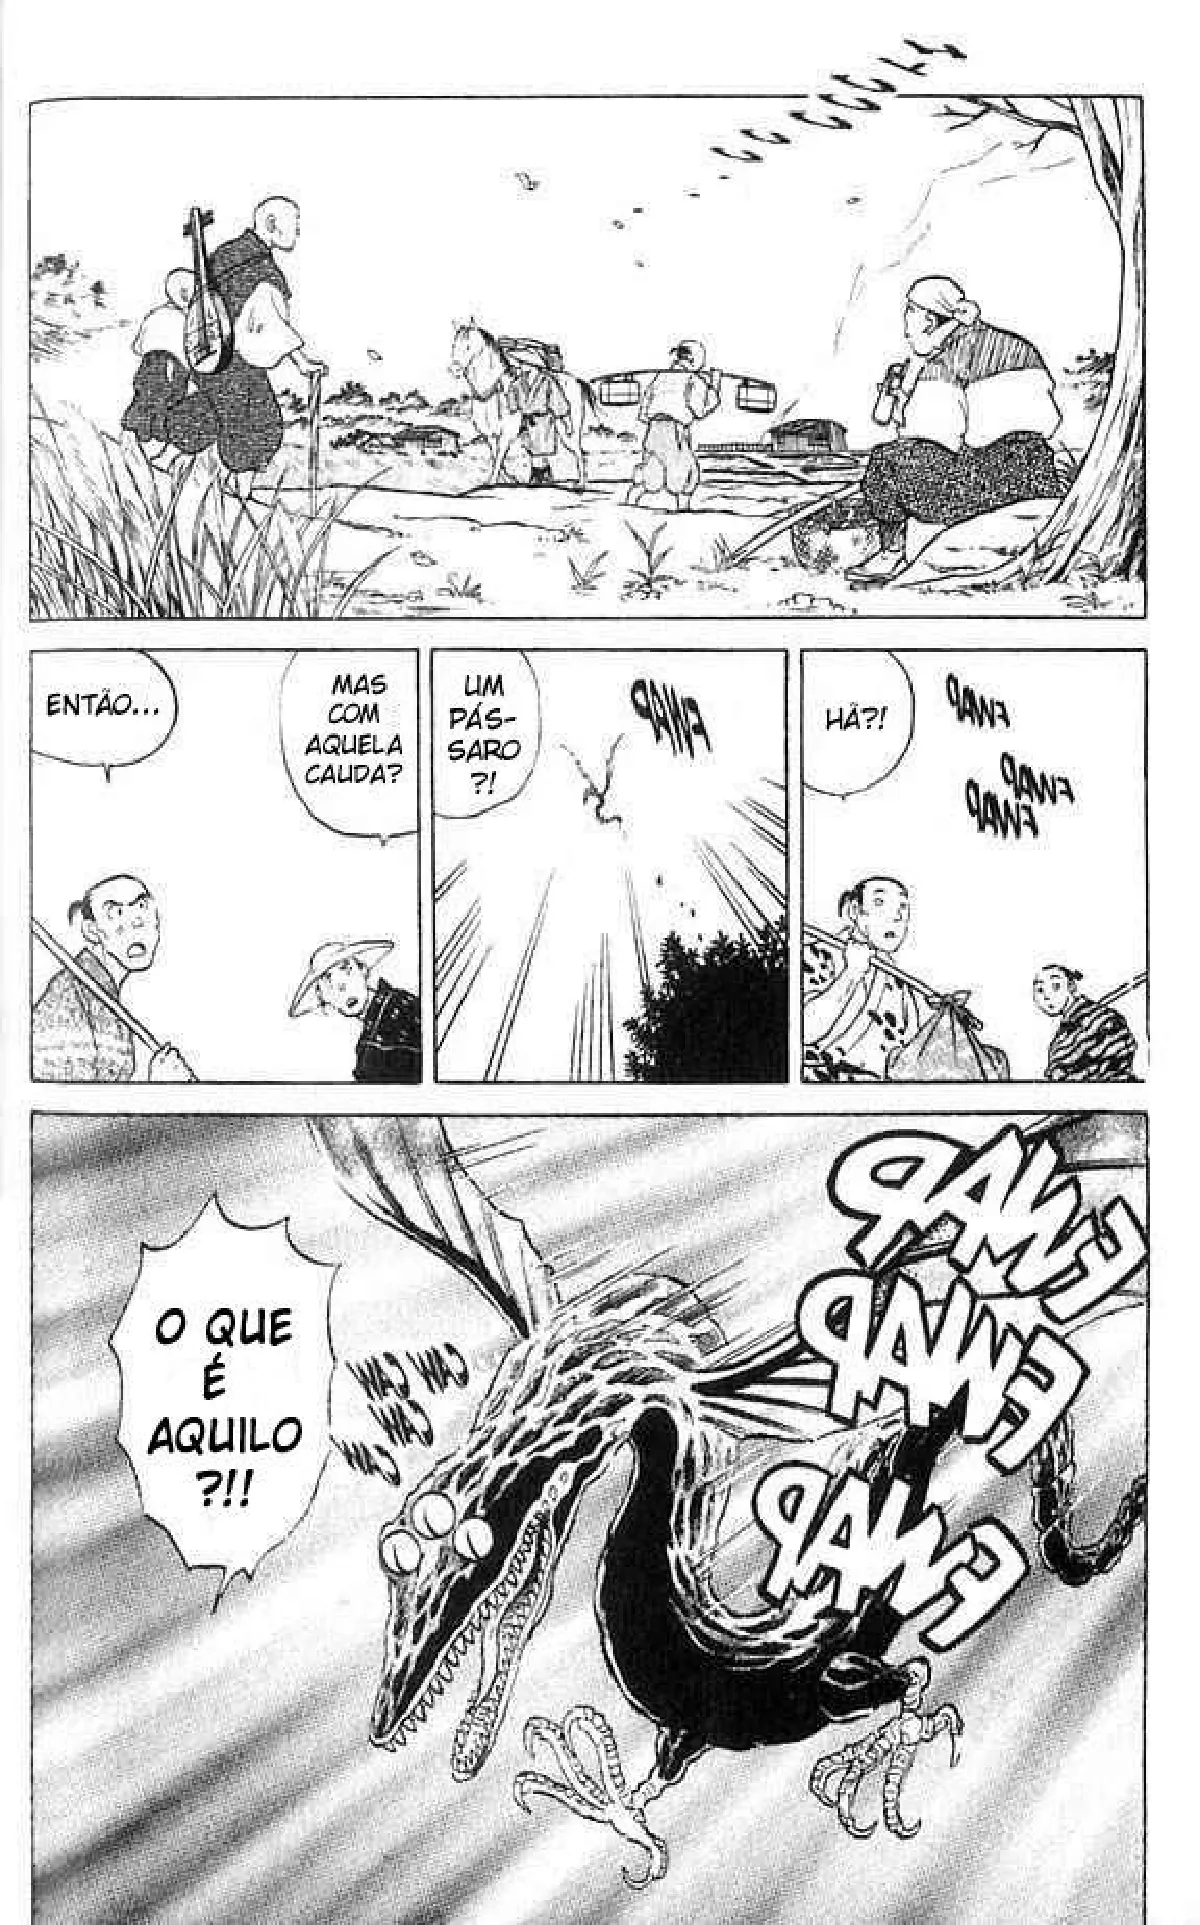 HÃ?!
FWAP
FWAP
FWAP
UM
PÁS-
SARO
?!
FWAP
MAS
COM
AQUELA
CAUDA?
ENTÃO...
FWAP
FWAP
FWAP
CAW CAW
CAW
CAW
O QUE
É
AQUILO
?!!